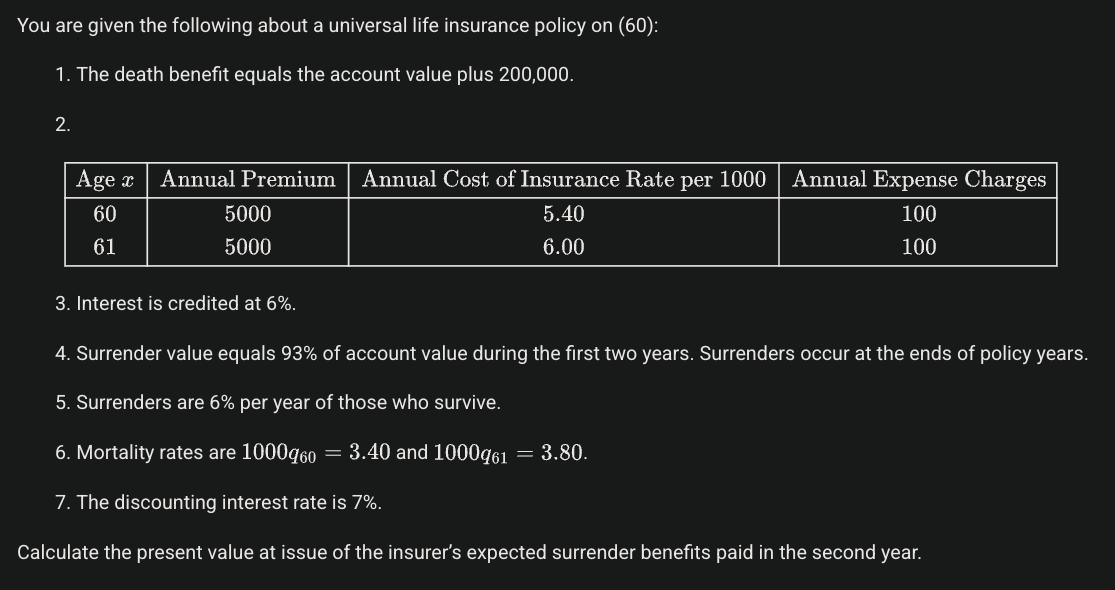 You are given the following about a universal life insurance policy on (60):
1. The death benefit equals the account value plus 200,000.
2.
Age x Annual Premium Annual Cost of Insurance Rate per 1000 Annual Expense Charges
60 5000 5.40 100
61 5000 6.00 100
3. Interest is credited at 6%.
4. Surrender value equals 93% of account value during the first two years. Surrenders occur at the ends of policy years.
5. Surrenders are 6% per year of those who survive.
6. Mortality rates are 1000q₆₀ = 3.40 and 1000q₆₁ = 3.80.
7. The discounting interest rate is 7%.
Calculate the present value at issue of the insurer’s expected surrender benefits paid in the second year.